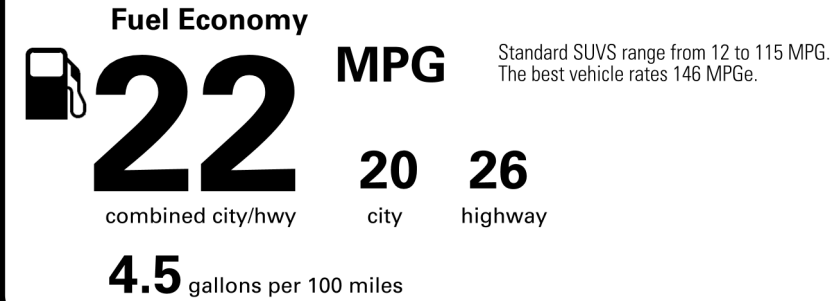 Fuel Economy
22 MPG
Standard SUVS range from 12 to 115 MPG.
The best vehicle rates 146 MPGe.
20 26
combined city/hwy city highway
4.5 gallons per 100 miles